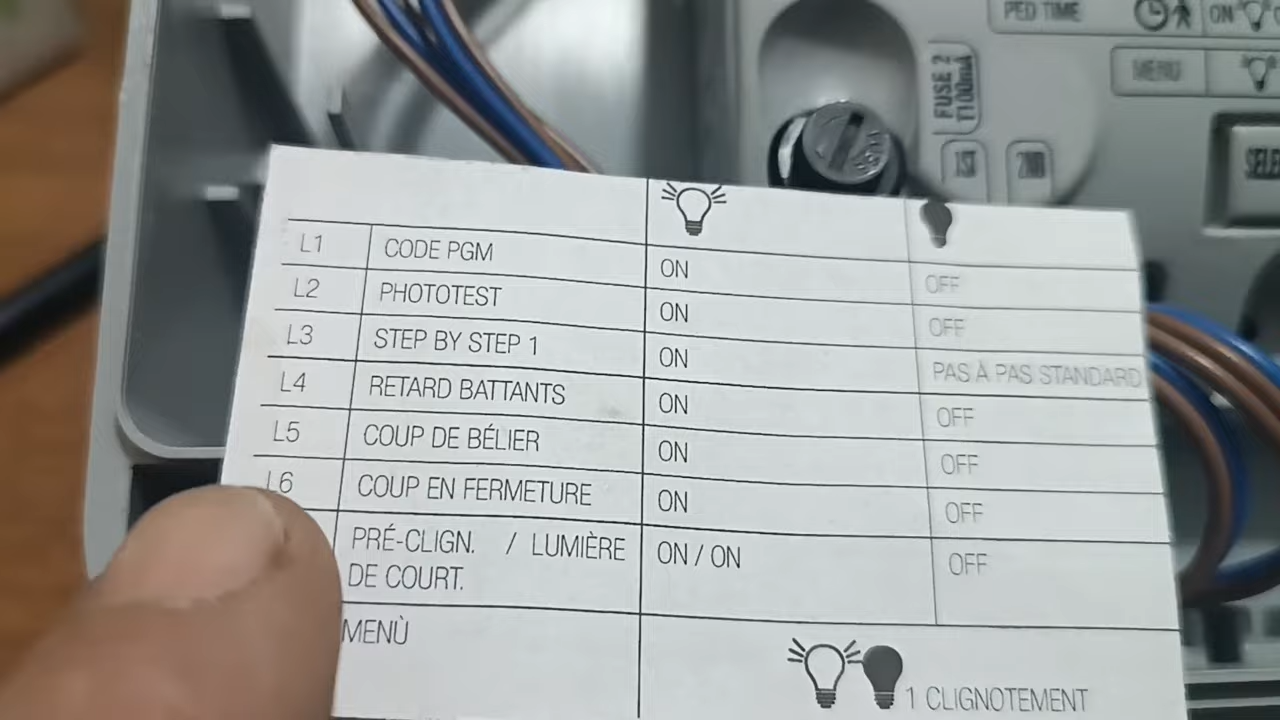 PED TIME
ON
MENU
FUSE 2
T100mA
1ST
2ND
L1 CODE PGM ON OFF
L2 PHOTOTEST ON OFF
L3 STEP BY STEP 1 ON PAS À PAS STANDARD
L4 RETARD BATTANTS ON OFF
L5 COUP DE BÉLIER ON OFF
L6 COUP EN FERMETURE ON OFF
PRÉ-CLIGN. / LUMIÈRE ON / ON OFF
DE COURT.
MENÙ
1 CLIGNOTEMENT